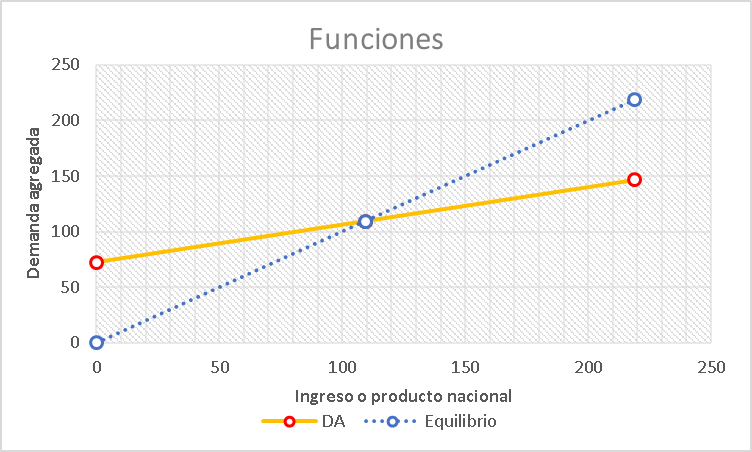 Funciones
250
200
150
100
50
0
Demanda agregada
0 50 100 150 200 250
Ingreso o producto nacional
DA Equilibrio